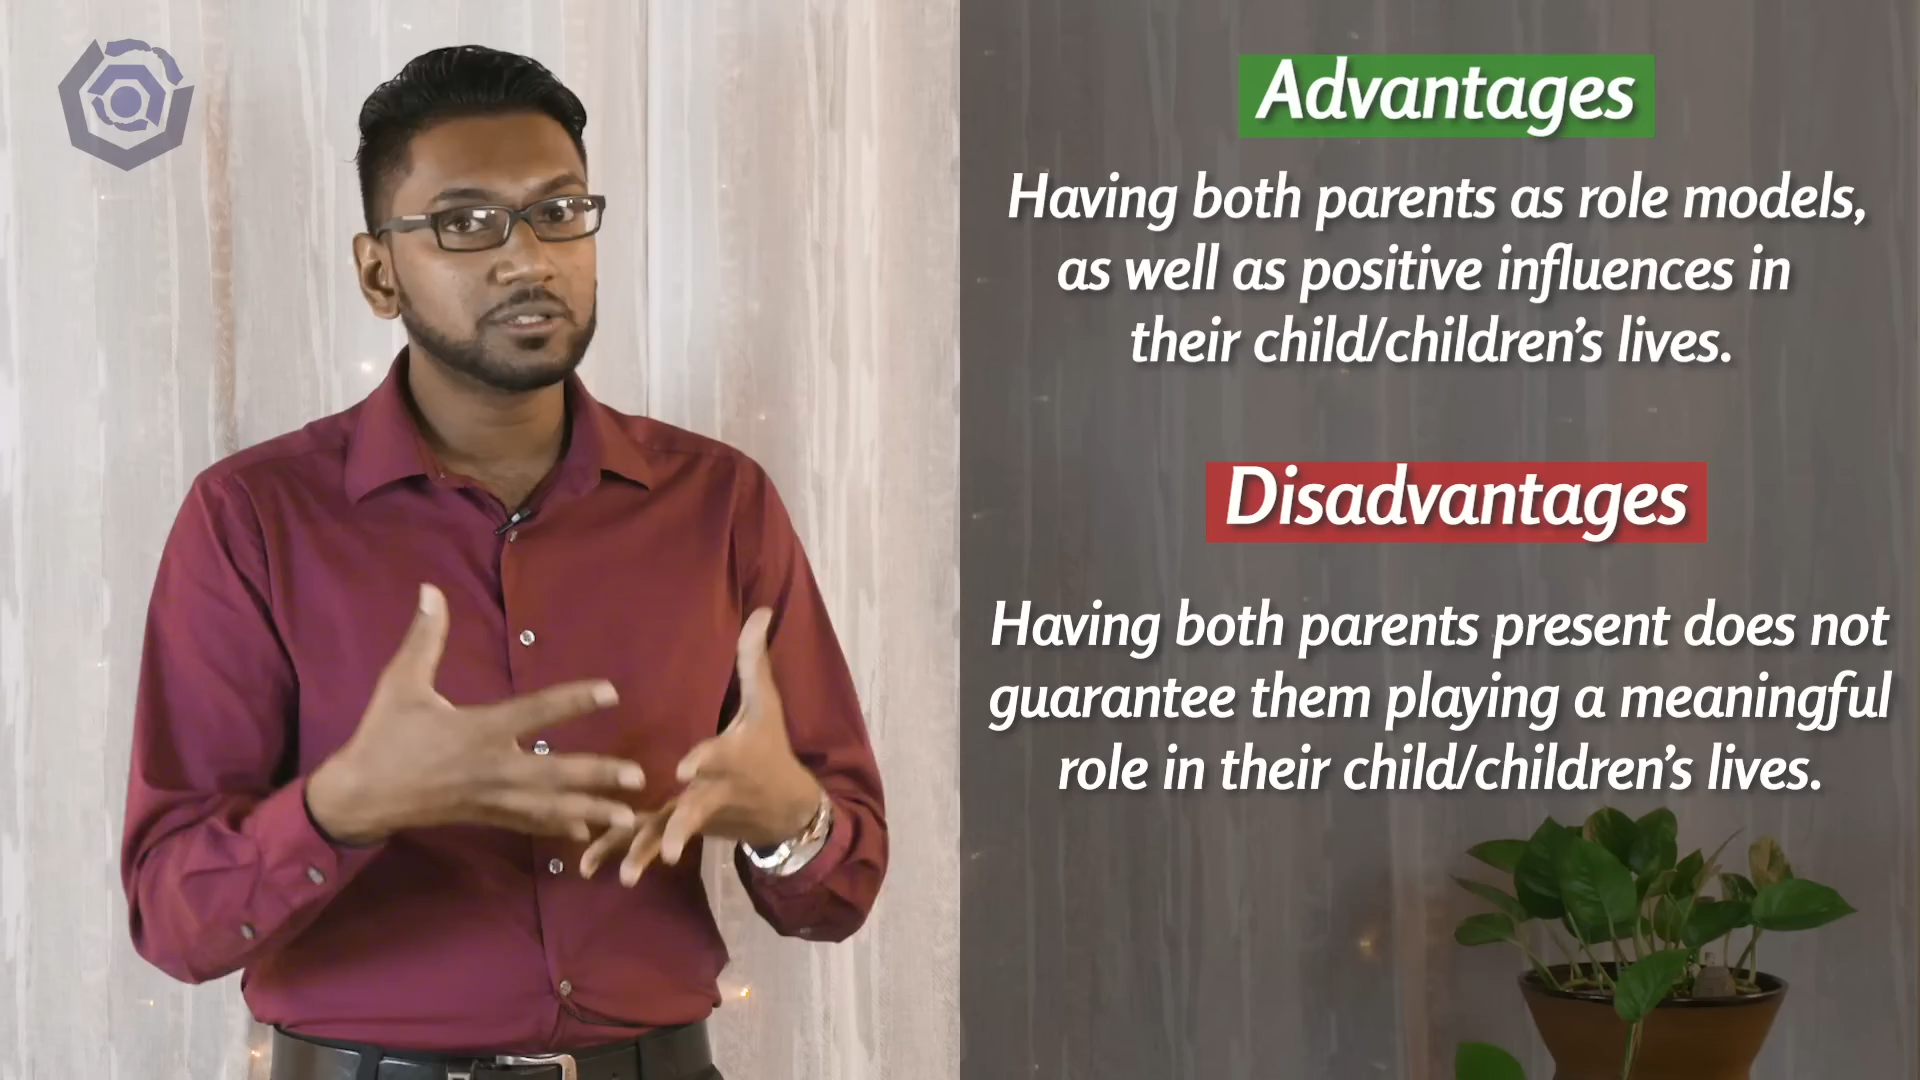 Advantages
Having both parents as role models,
as well as positive influences in
their child/children's lives.
Disadvantages
Having both parents present does not
guarantee them playing a meaningful
role in their child/children's lives.